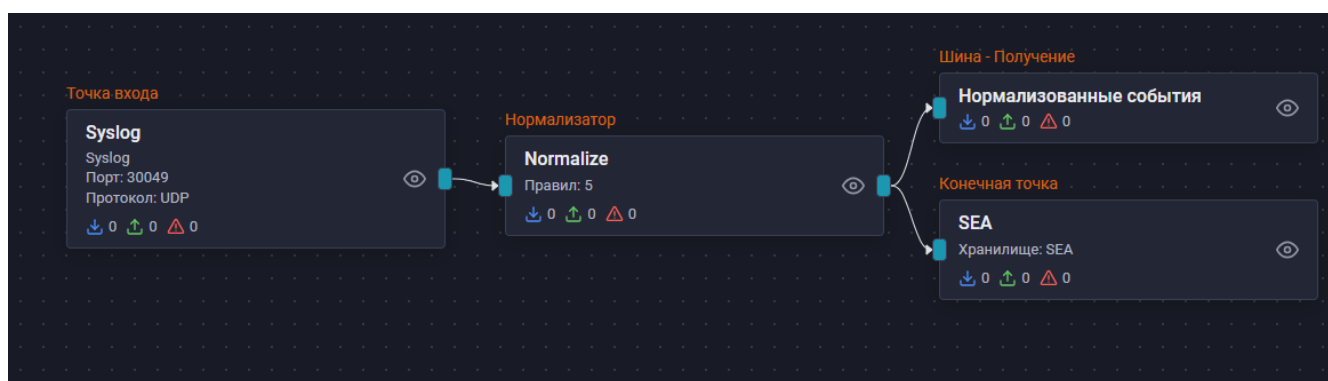 Точка входа
Syslog
Syslog
Порт: 30049
Протокол: UDP
0 0 0
Нормализатор
Normalize
Правил: 5
0 0 0
Шина - Получение
Нормализованные события
0 0 0
Конечная точка
SEA
Хранилище: SEA
0 0 0